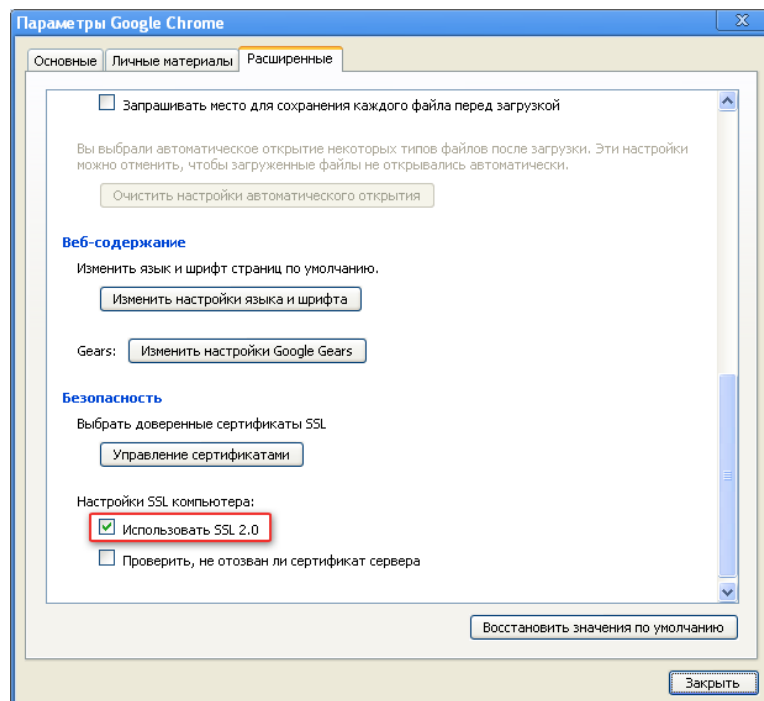 Параметры Google Chrome
Основные
Личные материалы
Расширенные
Запрашивать место для сохранения каждого файла перед загрузкой
Вы выбрали автоматическое открытие некоторых типов файлов после загрузки. Эти настройки
можно отменить, чтобы загруженные файлы не открывались автоматически.
Очистить настройки автоматического открытия
Веб-содержание
Изменить язык и шрифт страниц по умолчанию.
Изменить настройки языка и шрифта
Gears:
Изменить настройки Google Gears
Безопасность
Выбрать доверенные сертификаты SSL
Управление сертификатами
Настройки SSL компьютера:
Использовать SSL 2.0
Проверить, не отозван ли сертификат сервера
Восстановить значения по умолчанию
Закрыть